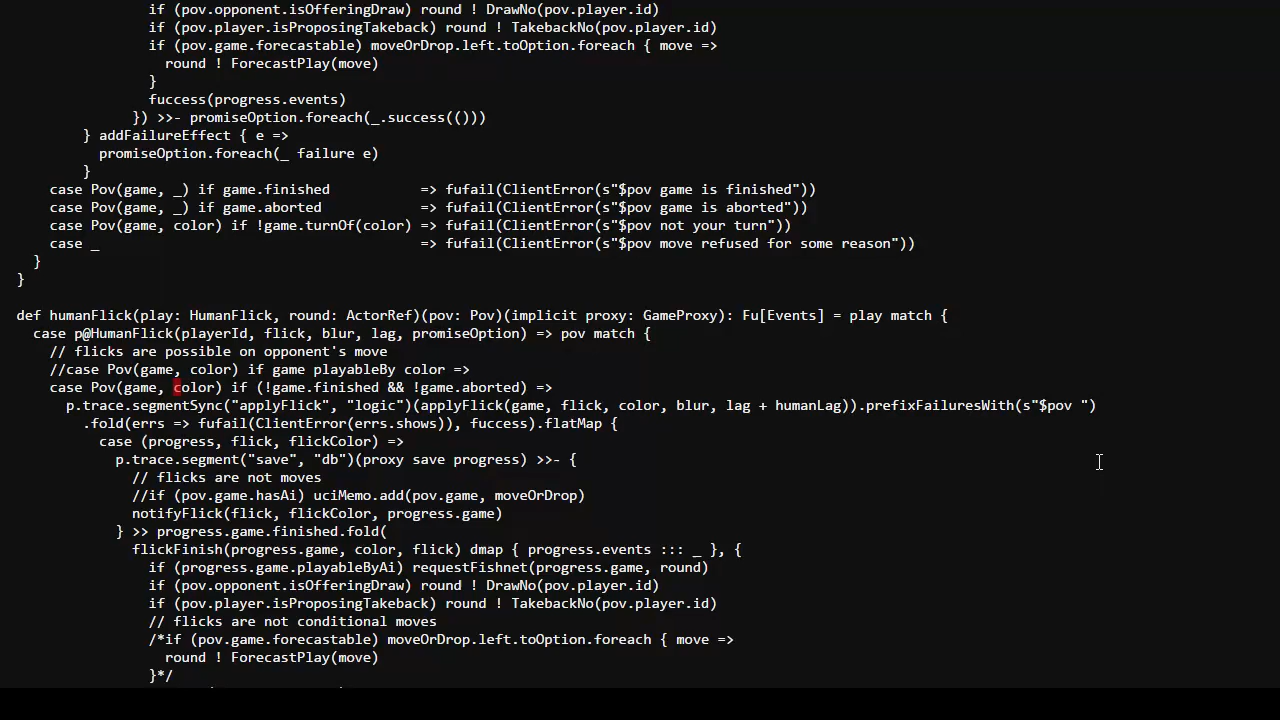 if (pov.opponent.isOfferingDraw) round ! DrawNo(pov.player.id)
if (pov.player.isProposingTakeback) round ! TakebackNo(pov.player.id)
if (pov.game.forecastable) moveOrDrop.left.toOption.foreach { move =>
round ! ForecastPlay(move)
}
fuccess(progress.events)
}) >>- promiseOption.foreach(_.success(()))
} addFailureEffect { e =>
promiseOption.foreach(_ failure e)
}
case Pov(game, _) if game.finished => fufail(ClientError(s"$pov game is finished"))
case Pov(game, _) if game.aborted => fufail(ClientError(s"$pov game is aborted"))
case Pov(game, color) if !game.turnOf(color) => fufail(ClientError(s"$pov not your turn"))
case _ => fufail(ClientError(s"$pov move refused for some reason"))
}
}
def humanFlick(play: HumanFlick, round: ActorRef)(pov: Pov)(implicit proxy: GameProxy): Fu[Events] = play match {
case p@HumanFlick(playerId, flick, blur, lag, promiseOption) => pov match {
// flicks are possible on opponent's move
//case Pov(game, color) if game playableBy color =>
case Pov(game, color) if (!game.finished && !game.aborted) =>
p.trace.segmentSync("applyFlick", "logic")(applyFlick(game, flick, color, blur, lag + humanLag)).prefixFailuresWith(s"$pov ")
.fold(errs => fufail(ClientError(errs.shows)), fuccess).flatMap {
case (progress, flick, flickColor) =>
p.trace.segment("save", "db")(proxy save progress) >>- {
// flicks are not moves
//if (pov.game.hasAi) uciMemo.add(pov.game, moveOrDrop)
notifyFlick(flick, flickColor, progress.game)
} >> progress.game.finished.fold(
flickFinish(progress.game, color, flick) dmap { progress.events ::: _ }, {
if (progress.game.playableByAi) requestFishnet(progress.game, round)
if (pov.opponent.isOfferingDraw) round ! DrawNo(pov.player.id)
if (pov.player.isProposingTakeback) round ! TakebackNo(pov.player.id)
// flicks are not conditional moves
/*if (pov.game.forecastable) moveOrDrop.left.toOption.foreach { move =>
round ! ForecastPlay(move)
}*/